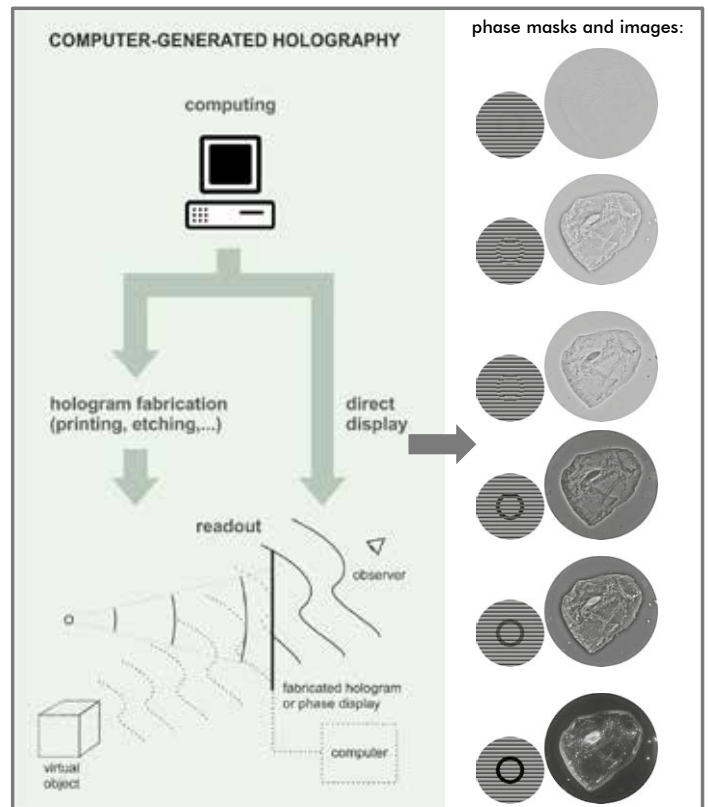 COMPUTER-GENERATED HOLOGRAPHY
computing
hologram fabrication
(printing, etching,...)
direct
display
readout
observer
fabricated hologram
or phase display
computer
virtual
object
phase masks and images: